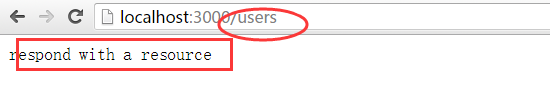 localhost:3000/users
respond with a resource